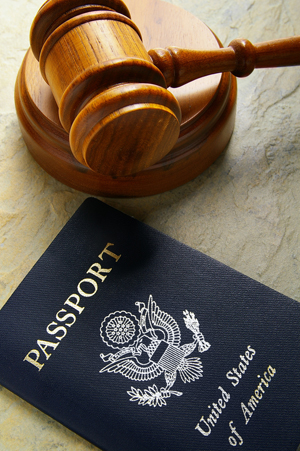 PASSPORT
United States
of America